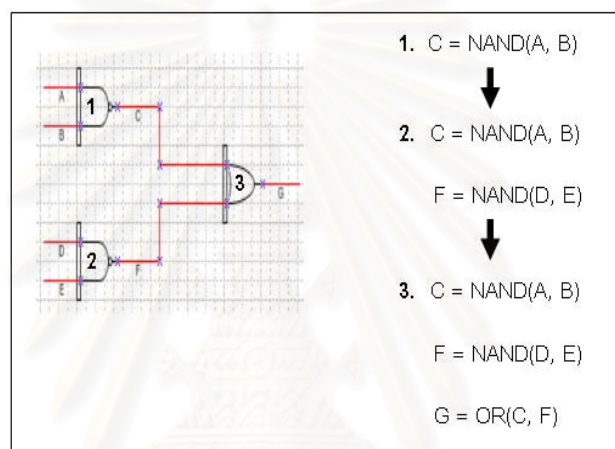 A
B
1
C
3
G
D
E
2
F
1. C = NAND(A, B)
2. C = NAND(A, B)
F = NAND(D, E)
3. C = NAND(A, B)
F = NAND(D, E)
G = OR(C, F)